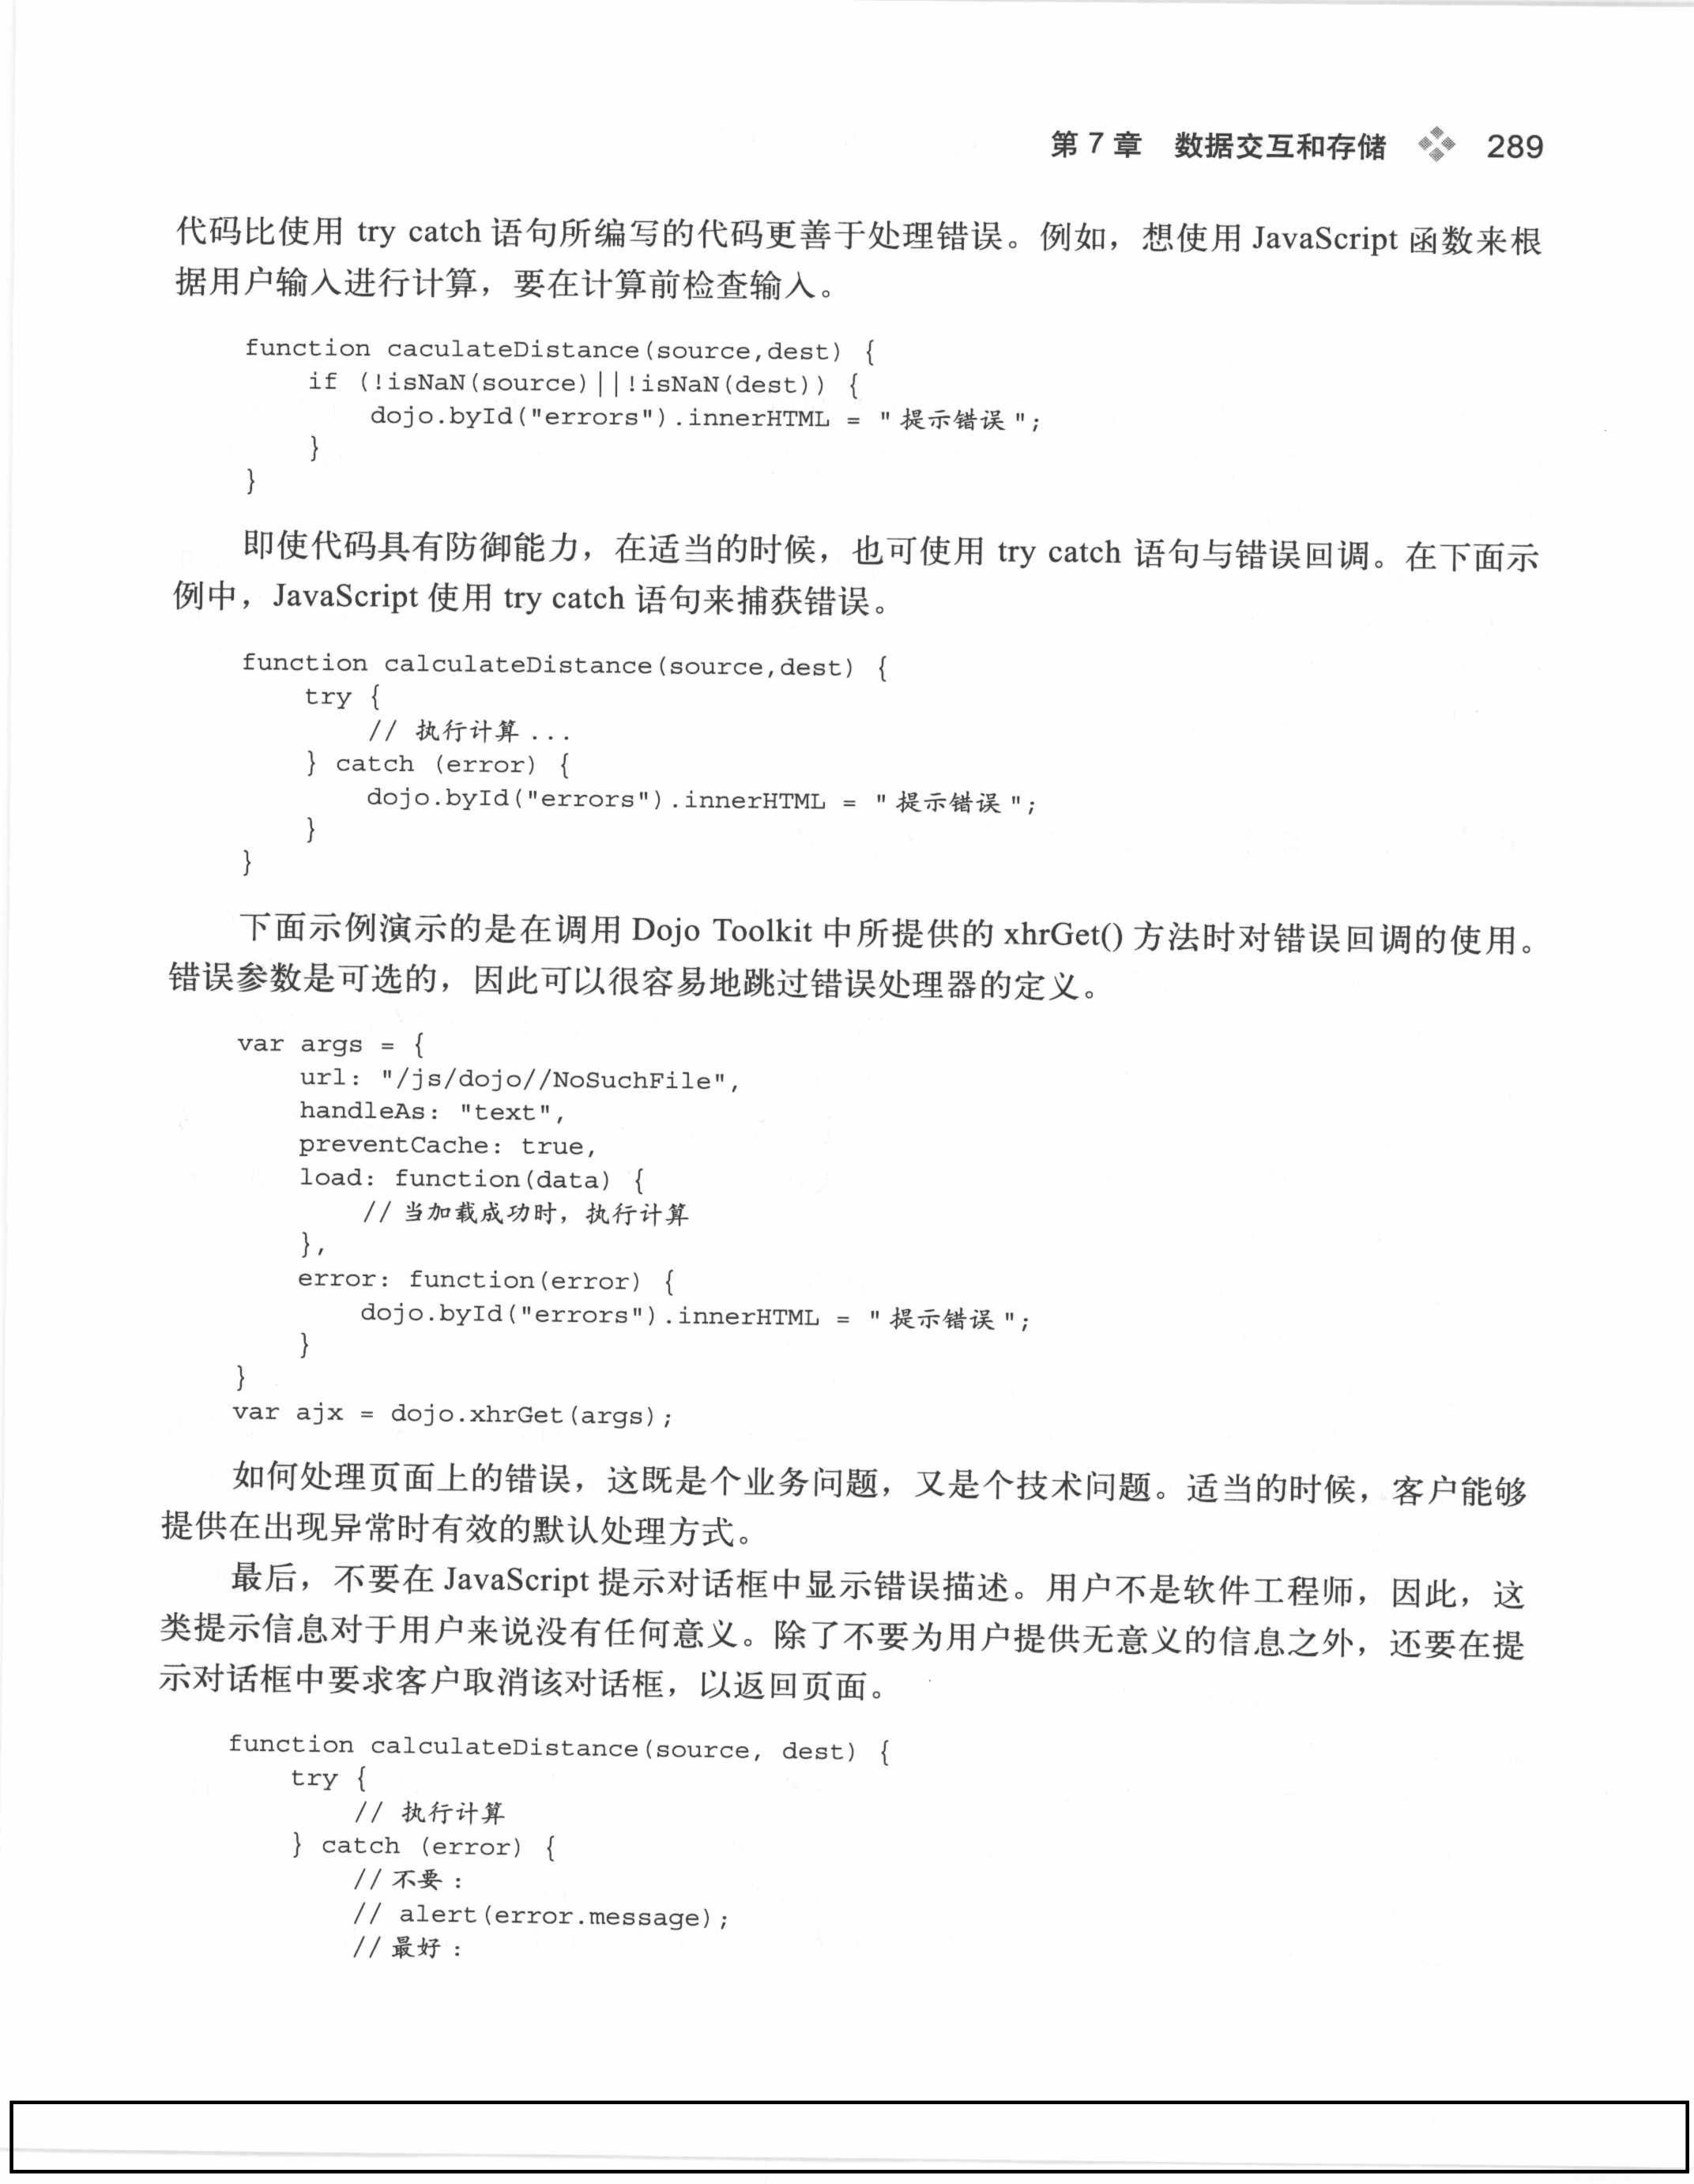 第 7 章 数据交互和存储 289
代码比使用 try catch 语句所编写的代码更善于处理错误。例如，想使用 JavaScript 函数来根
据用户输入进行计算，要在计算前检查输入。
function caculateDistance(source,dest) {
    if (!isNaN(source)||!isNaN(dest)) {
        dojo.byId("errors").innerHTML = "提示错误";
    }
}
即使代码具有防御能力，在适当的时候，也可使用 try catch 语句与错误回调。在下面示
例中，JavaScript 使用 try catch 语句来捕获错误。
function calculateDistance(source,dest) {
    try {
        // 执行计算 ...
    } catch (error) {
        dojo.byId("errors").innerHTML = "提示错误";
    }
}
下面示例演示的是在调用 Dojo Toolkit 中所提供的 xhrGet() 方法时对错误回调的使用。
错误参数是可选的，因此可以很容易地跳过错误处理器的定义。
var args = {
    url: "/js/dojo//NoSuchFile",
    handleAs: "text",
    preventCache: true,
    load: function(data) {
        // 当加载成功时，执行计算
    },
    error: function(error) {
        dojo.byId("errors").innerHTML = "提示错误";
    }
}
var ajx = dojo.xhrGet(args);
如何处理页面上的错误，这既是个业务问题，又是个技术问题。适当的时候，客户能够
提供在出现异常时有效的默认处理方式。
最后，不要在 JavaScript 提示对话框中显示错误描述。用户不是软件工程师，因此，这
类提示信息对于用户来说没有任何意义。除了不要为用户提供无意义的信息之外，还要在提
示对话框中要求客户取消该对话框，以返回页面。
function calculateDistance(source, dest) {
    try {
        // 执行计算
    } catch (error) {
        // 不要：
        // alert(error.message);
        // 最好：